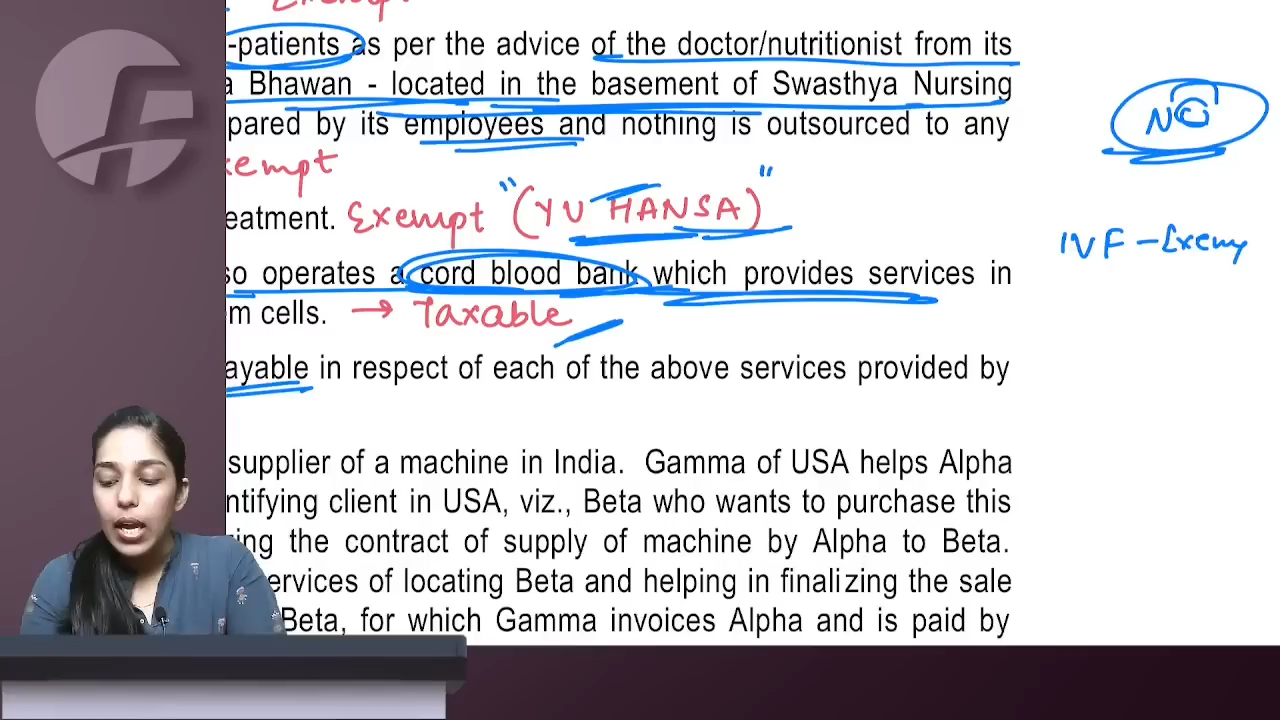 Exempt
-patients as per the advice of the doctor/nutritionist from its
a Bhawan - located in the basement of Swasthya Nursing
pared by its employees and nothing is outsourced to any
xempt
eatment. Exempt "(YU HANSA)"
so operates a cord blood bank which provides services in
m cells. → Taxable
ayable in respect of each of the above services provided by
supplier of a machine in India. Gamma of USA helps Alpha
ntifying client in USA, viz., Beta who wants to purchase this
ing the contract of supply of machine by Alpha to Beta.
ervices of locating Beta and helping in finalizing the sale
Beta, for which Gamma invoices Alpha and is paid by
IVF - Exemp